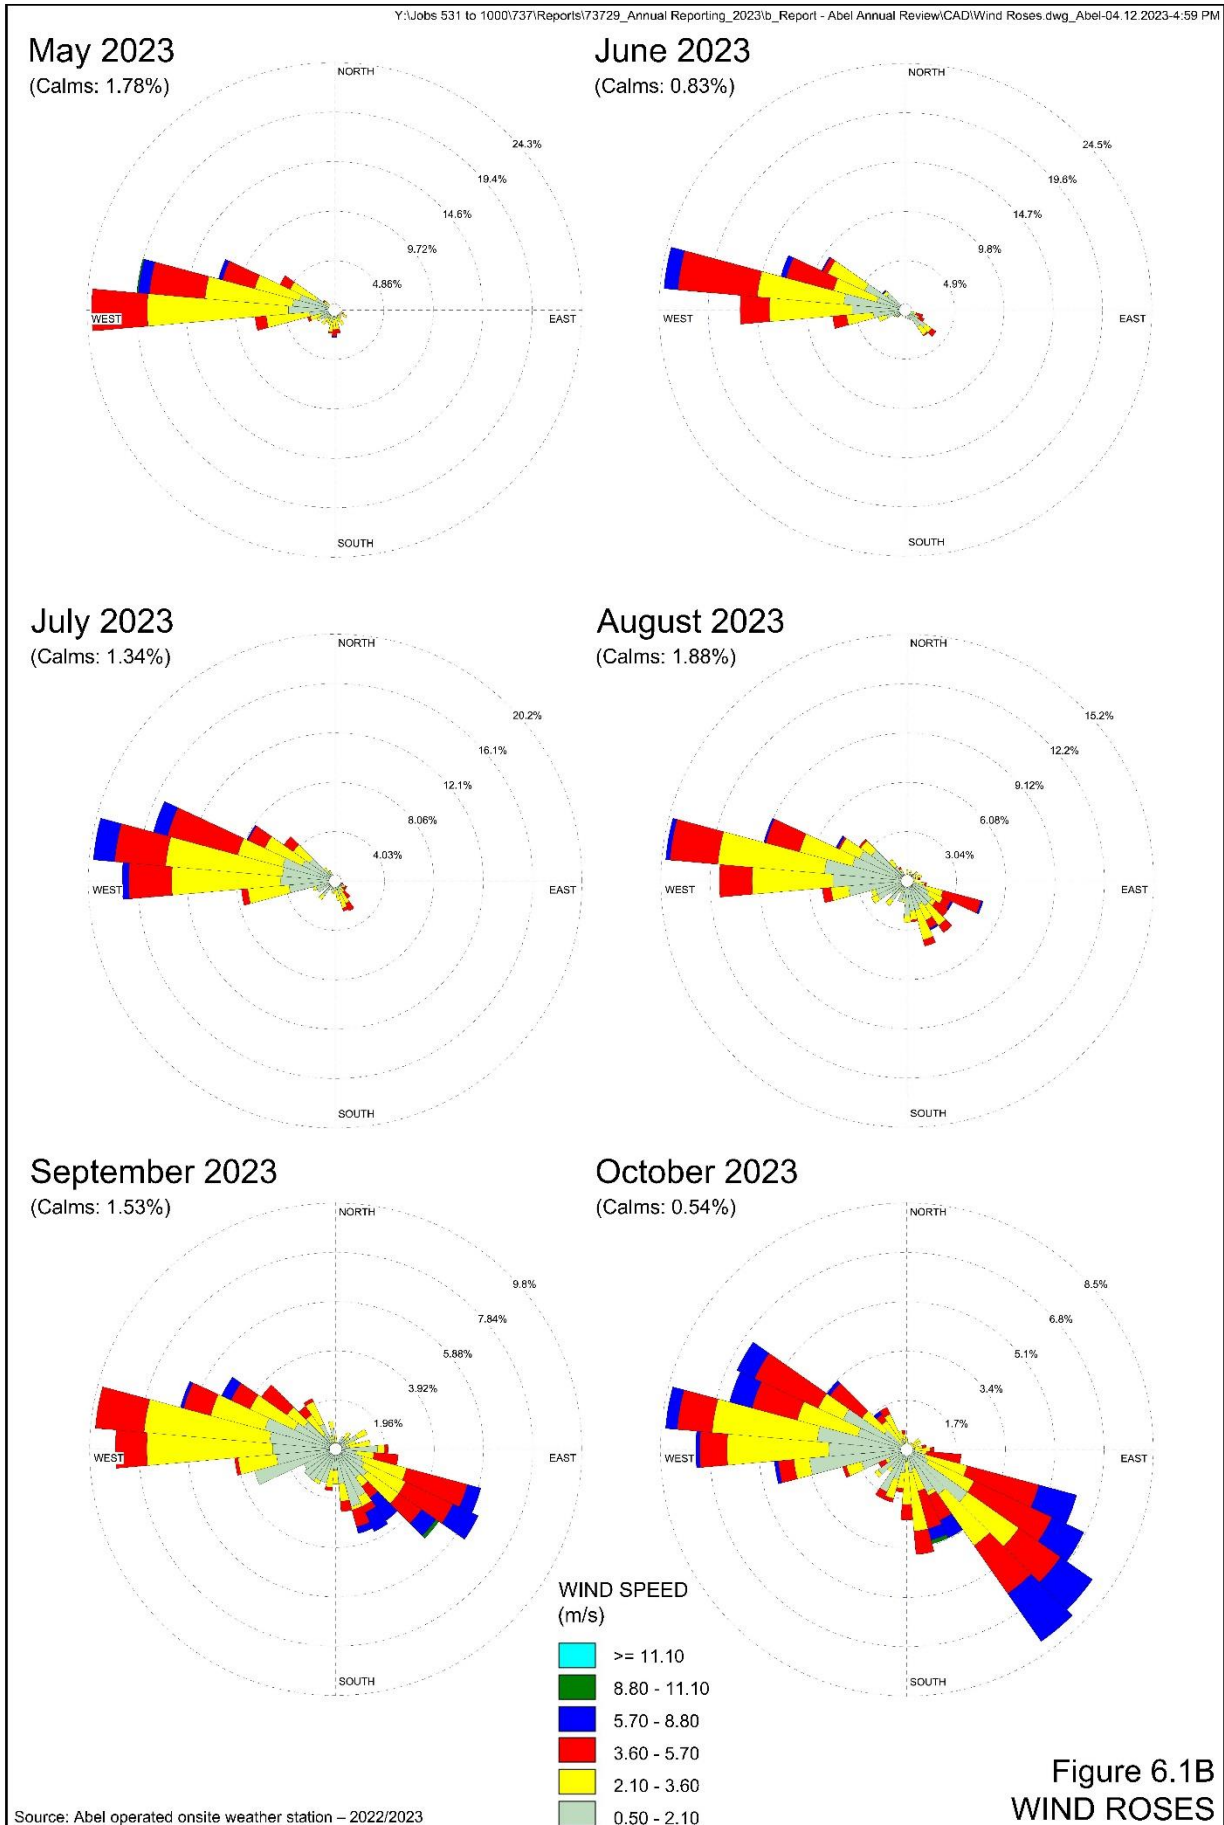 Y:\Jobs 531 to 1000\737\Reports\73729_Annual Reporting_2023\b_Report - Abel Annual Review\CAD\Wind Roses.dwg_Abel-04.12.2023-4:59 PM
May 2023
(Calms: 1.78%)
NORTH
24.3%
19.4%
14.6%
9.72%
4.86%
WEST
EAST
SOUTH
June 2023
(Calms: 0.83%)
NORTH
24.5%
19.6%
14.7%
9.8%
4.9%
WEST
EAST
SOUTH
July 2023
(Calms: 1.34%)
NORTH
20.2%
16.1%
12.1%
8.06%
4.03%
WEST
EAST
SOUTH
August 2023
(Calms: 1.88%)
NORTH
15.2%
12.2%
9.12%
6.08%
3.04%
WEST
EAST
SOUTH
September 2023
(Calms: 1.53%)
NORTH
9.8%
7.84%
5.88%
3.92%
1.96%
WEST
EAST
SOUTH
October 2023
(Calms: 0.54%)
NORTH
8.5%
6.8%
5.1%
3.4%
1.7%
WEST
EAST
SOUTH
WIND SPEED
(m/s)
>= 11.10
8.80 - 11.10
5.70 - 8.80
3.60 - 5.70
2.10 - 3.60
0.50 - 2.10
Source: Abel operated onsite weather station – 2022/2023
Figure 6.1B
WIND ROSES